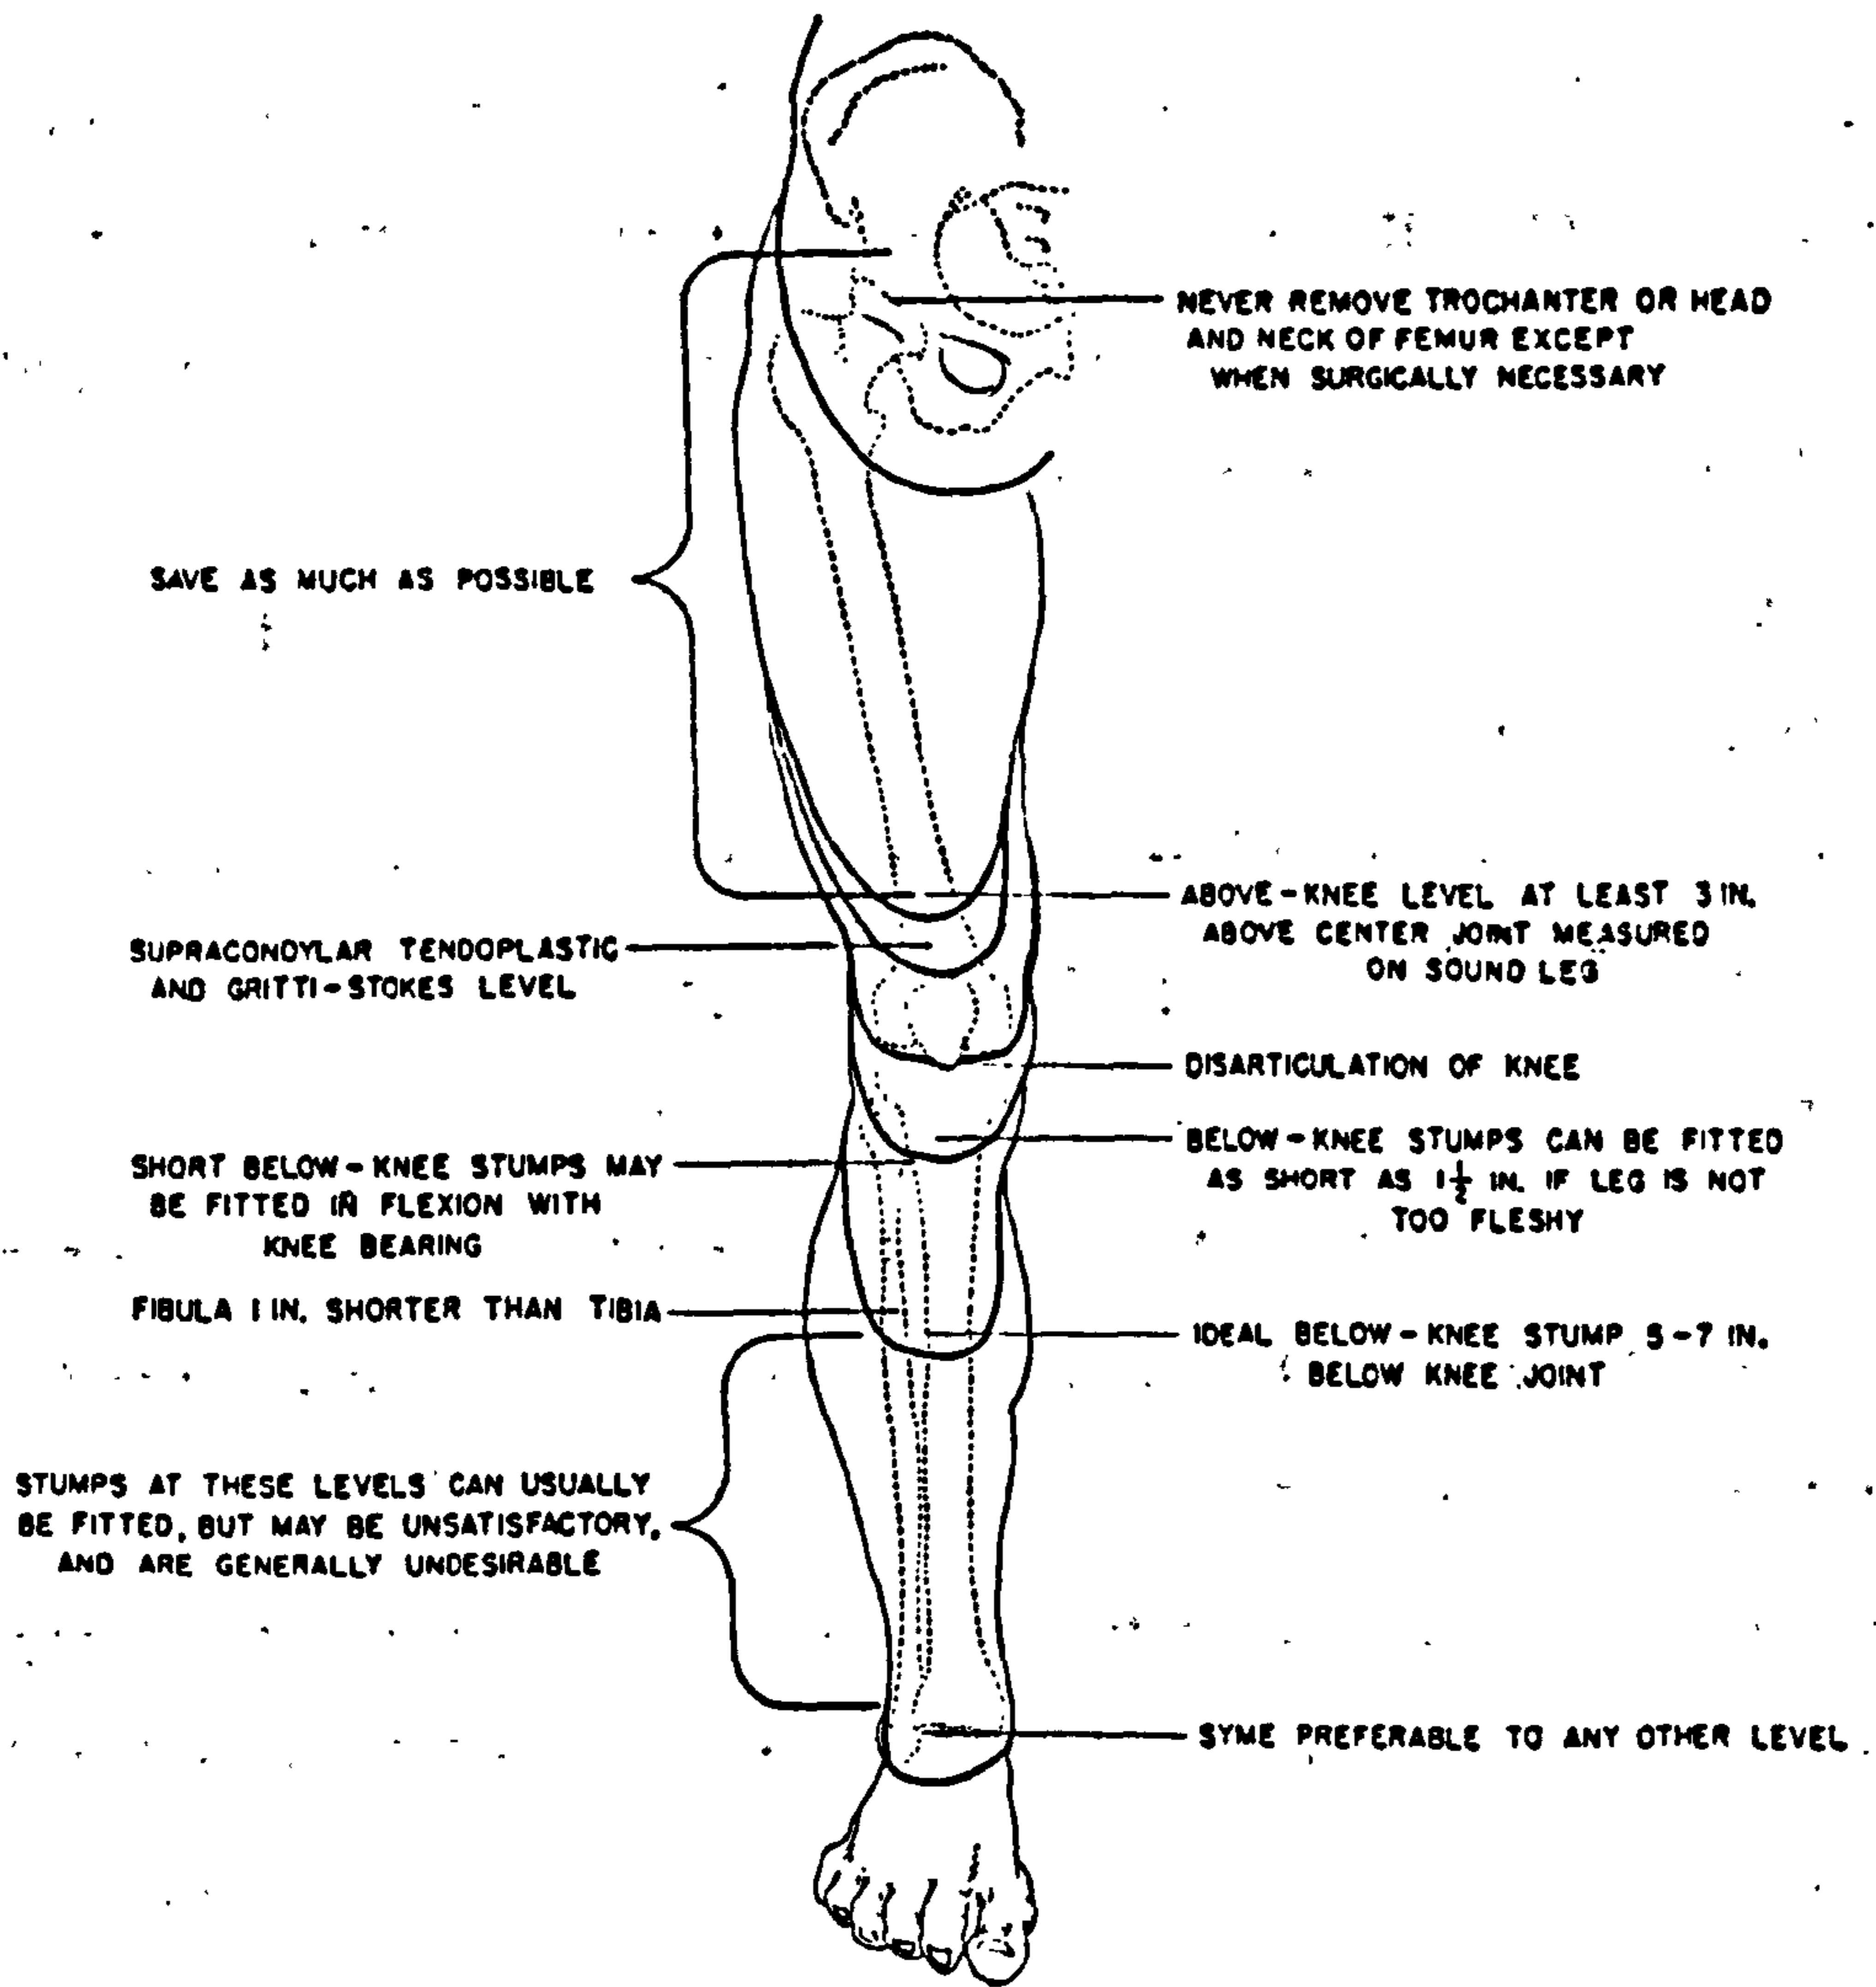 NEVER REMOVE TROCHANTER OR HEAD
AND NECK OF FEMUR EXCEPT
WHEN SURGICALLY NECESSARY
SAVE AS MUCH AS POSSIBLE
ABOVE-KNEE LEVEL AT LEAST 3 IN.
ABOVE CENTER JOINT MEASURED
ON SOUND LEG
SUPRACONDYLAR TENDOPLASTIC
AND GRITTI-STOKES LEVEL
DISARTICULATION OF KNEE
BELOW-KNEE STUMPS CAN BE FITTED
AS SHORT AS 1½ IN. IF LEG IS NOT
TOO FLESHY
SHORT BELOW-KNEE STUMPS MAY
BE FITTED IN FLEXION WITH
KNEE BEARING
FIBULA 1 IN. SHORTER THAN TIBIA
IDEAL BELOW-KNEE STUMP 5-7 IN.
BELOW KNEE JOINT
STUMPS AT THESE LEVELS CAN USUALLY
BE FITTED, BUT MAY BE UNSATISFACTORY,
AND ARE GENERALLY UNDESIRABLE
SYME PREFERABLE TO ANY OTHER LEVEL